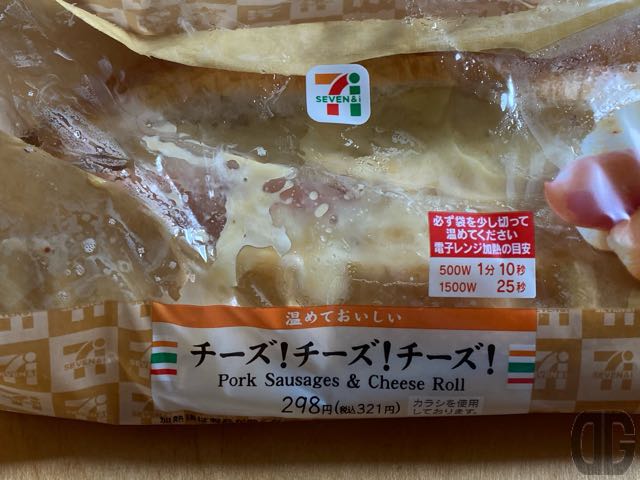 7i
SEVEN&i
必ず袋を少し切って
温めてください
電子レンジ加熱の目安
500W 1分10秒
1500W 25秒
温めておいしい
チーズ！チーズ！チーズ！
Pork Sausages & Cheese Roll
298円(税込321円)
カラシを使用
しております。
SEVEN&i